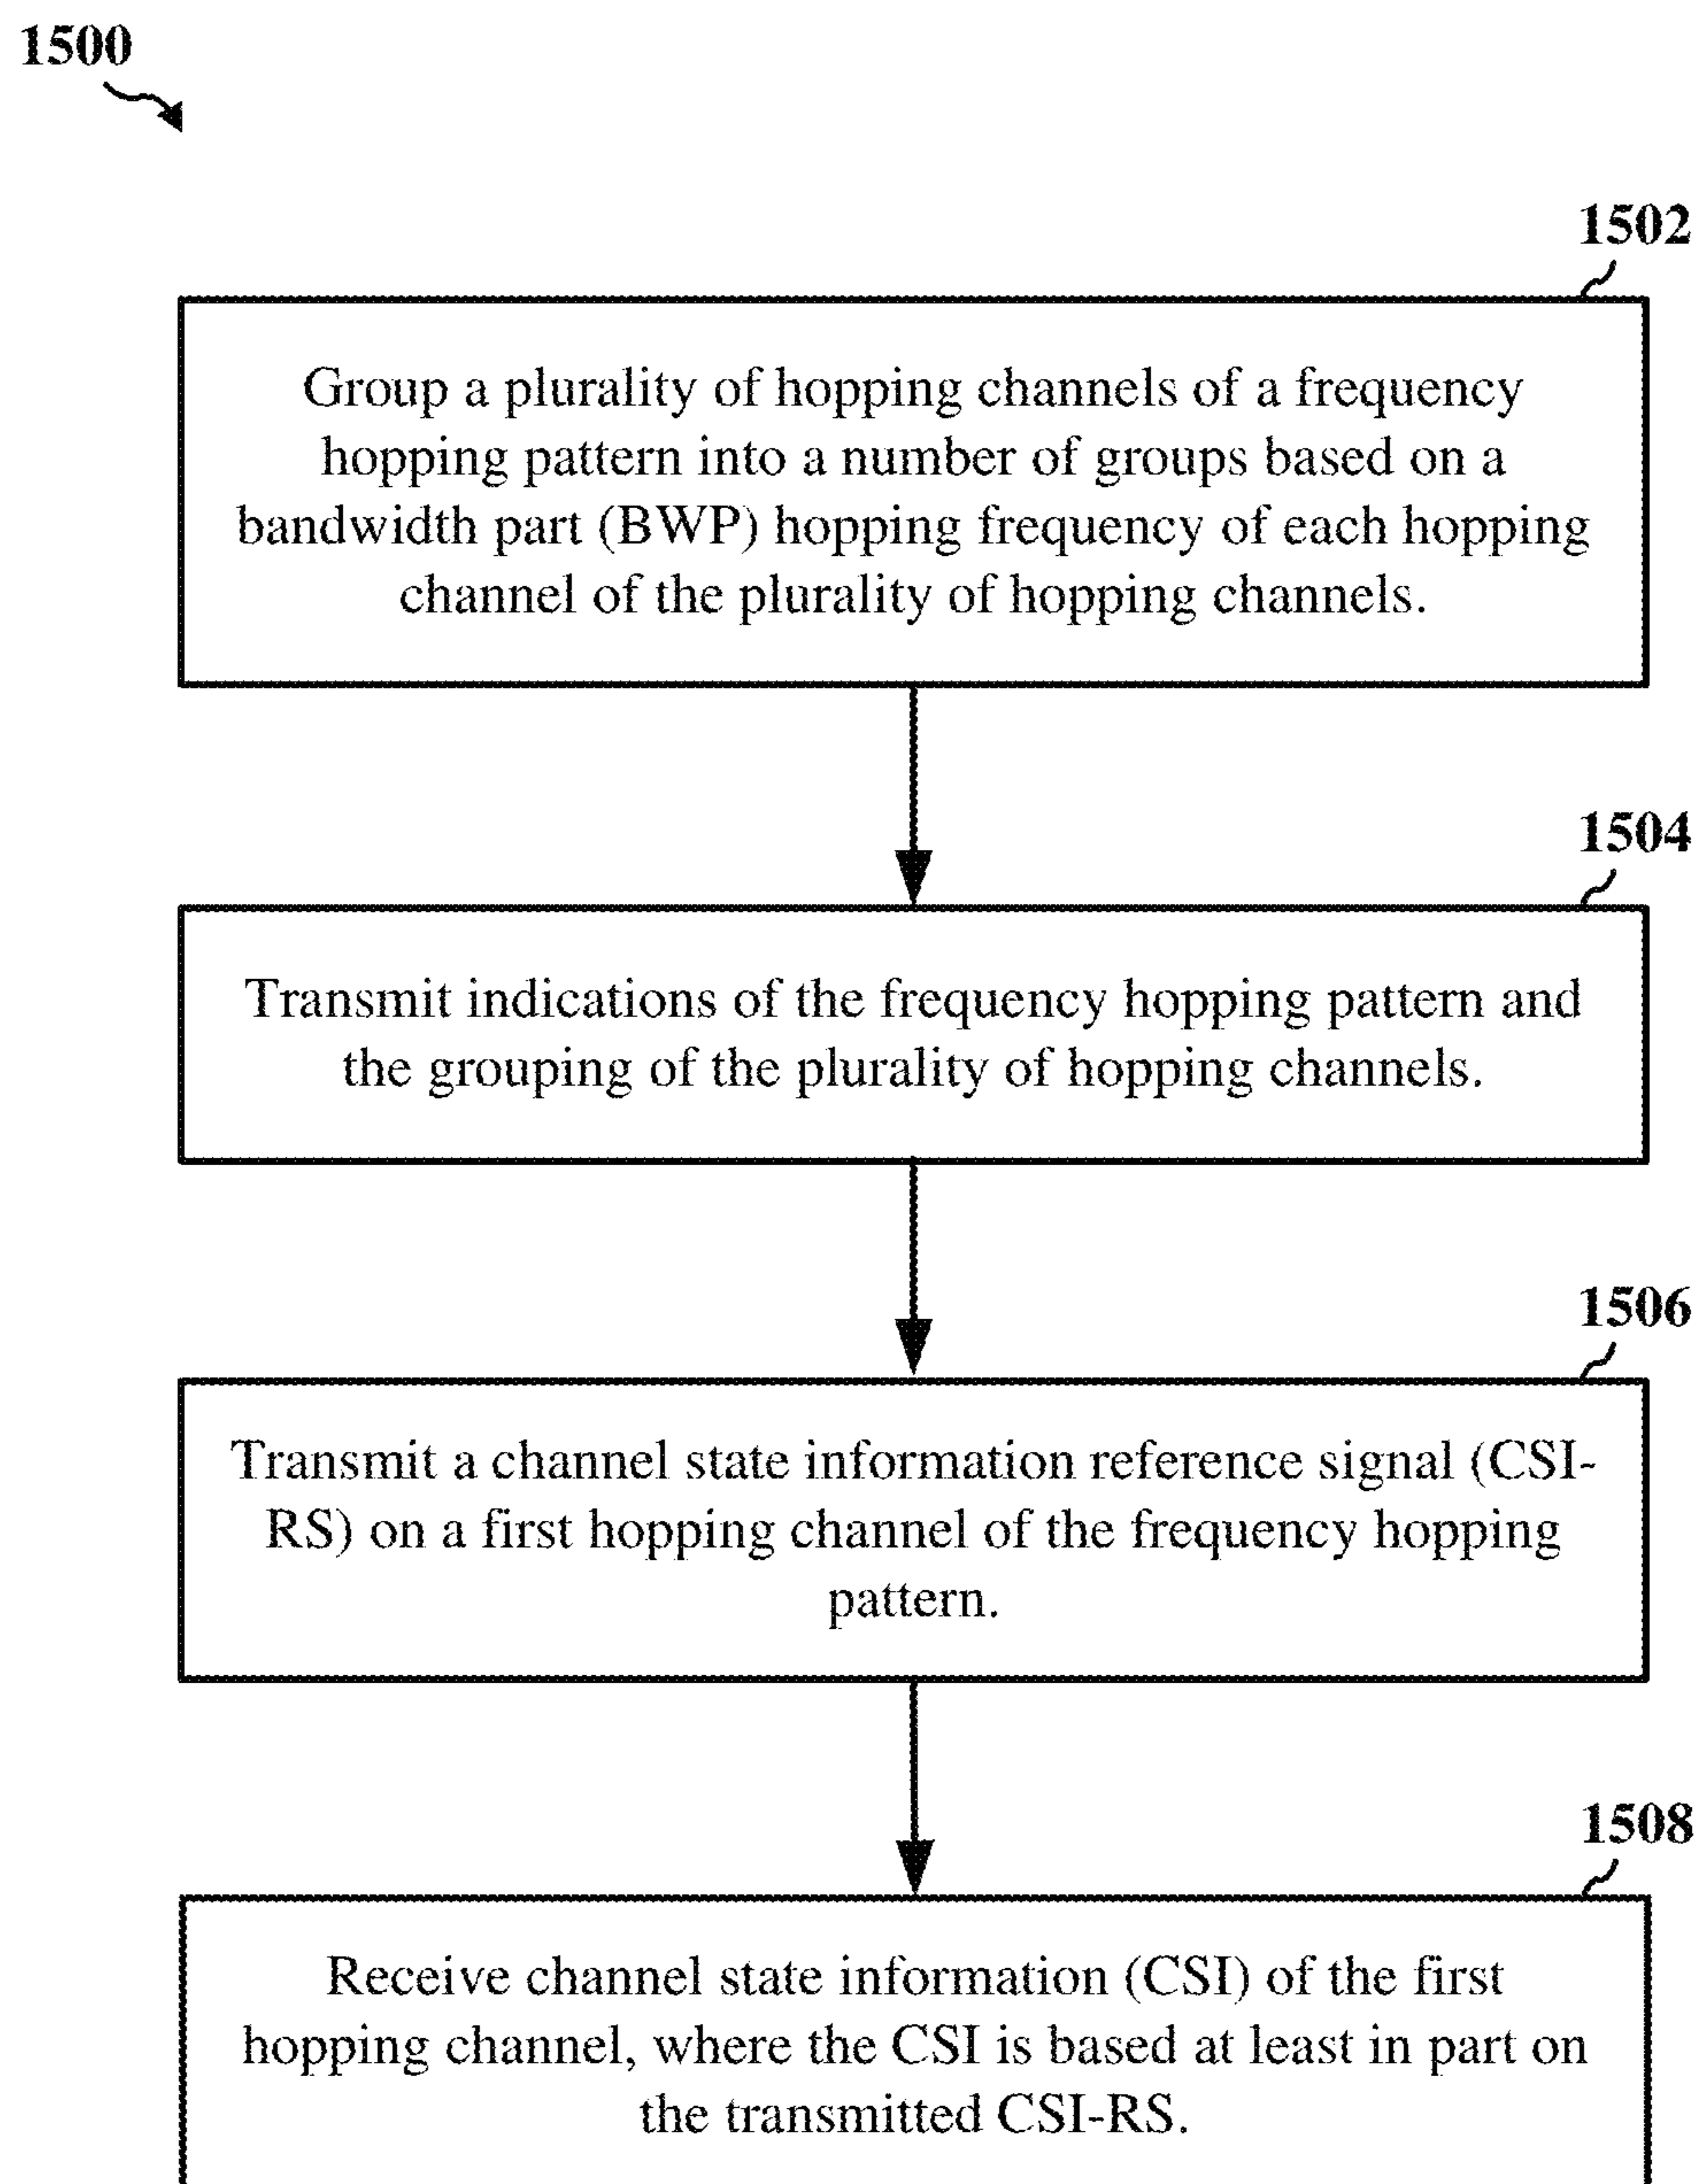 1500
1502
Group a plurality of hopping channels of a frequency
hopping pattern into a number of groups based on a
bandwidth part (BWP) hopping frequency of each hopping
channel of the plurality of hopping channels.
1504
Transmit indications of the frequency hopping pattern and
the grouping of the plurality of hopping channels.
1506
Transmit a channel state information reference signal (CSI-
RS) on a first hopping channel of the frequency hopping
pattern.
1508
Receive channel state information (CSI) of the first
hopping channel, where the CSI is based at least in part on
the transmitted CSI-RS.